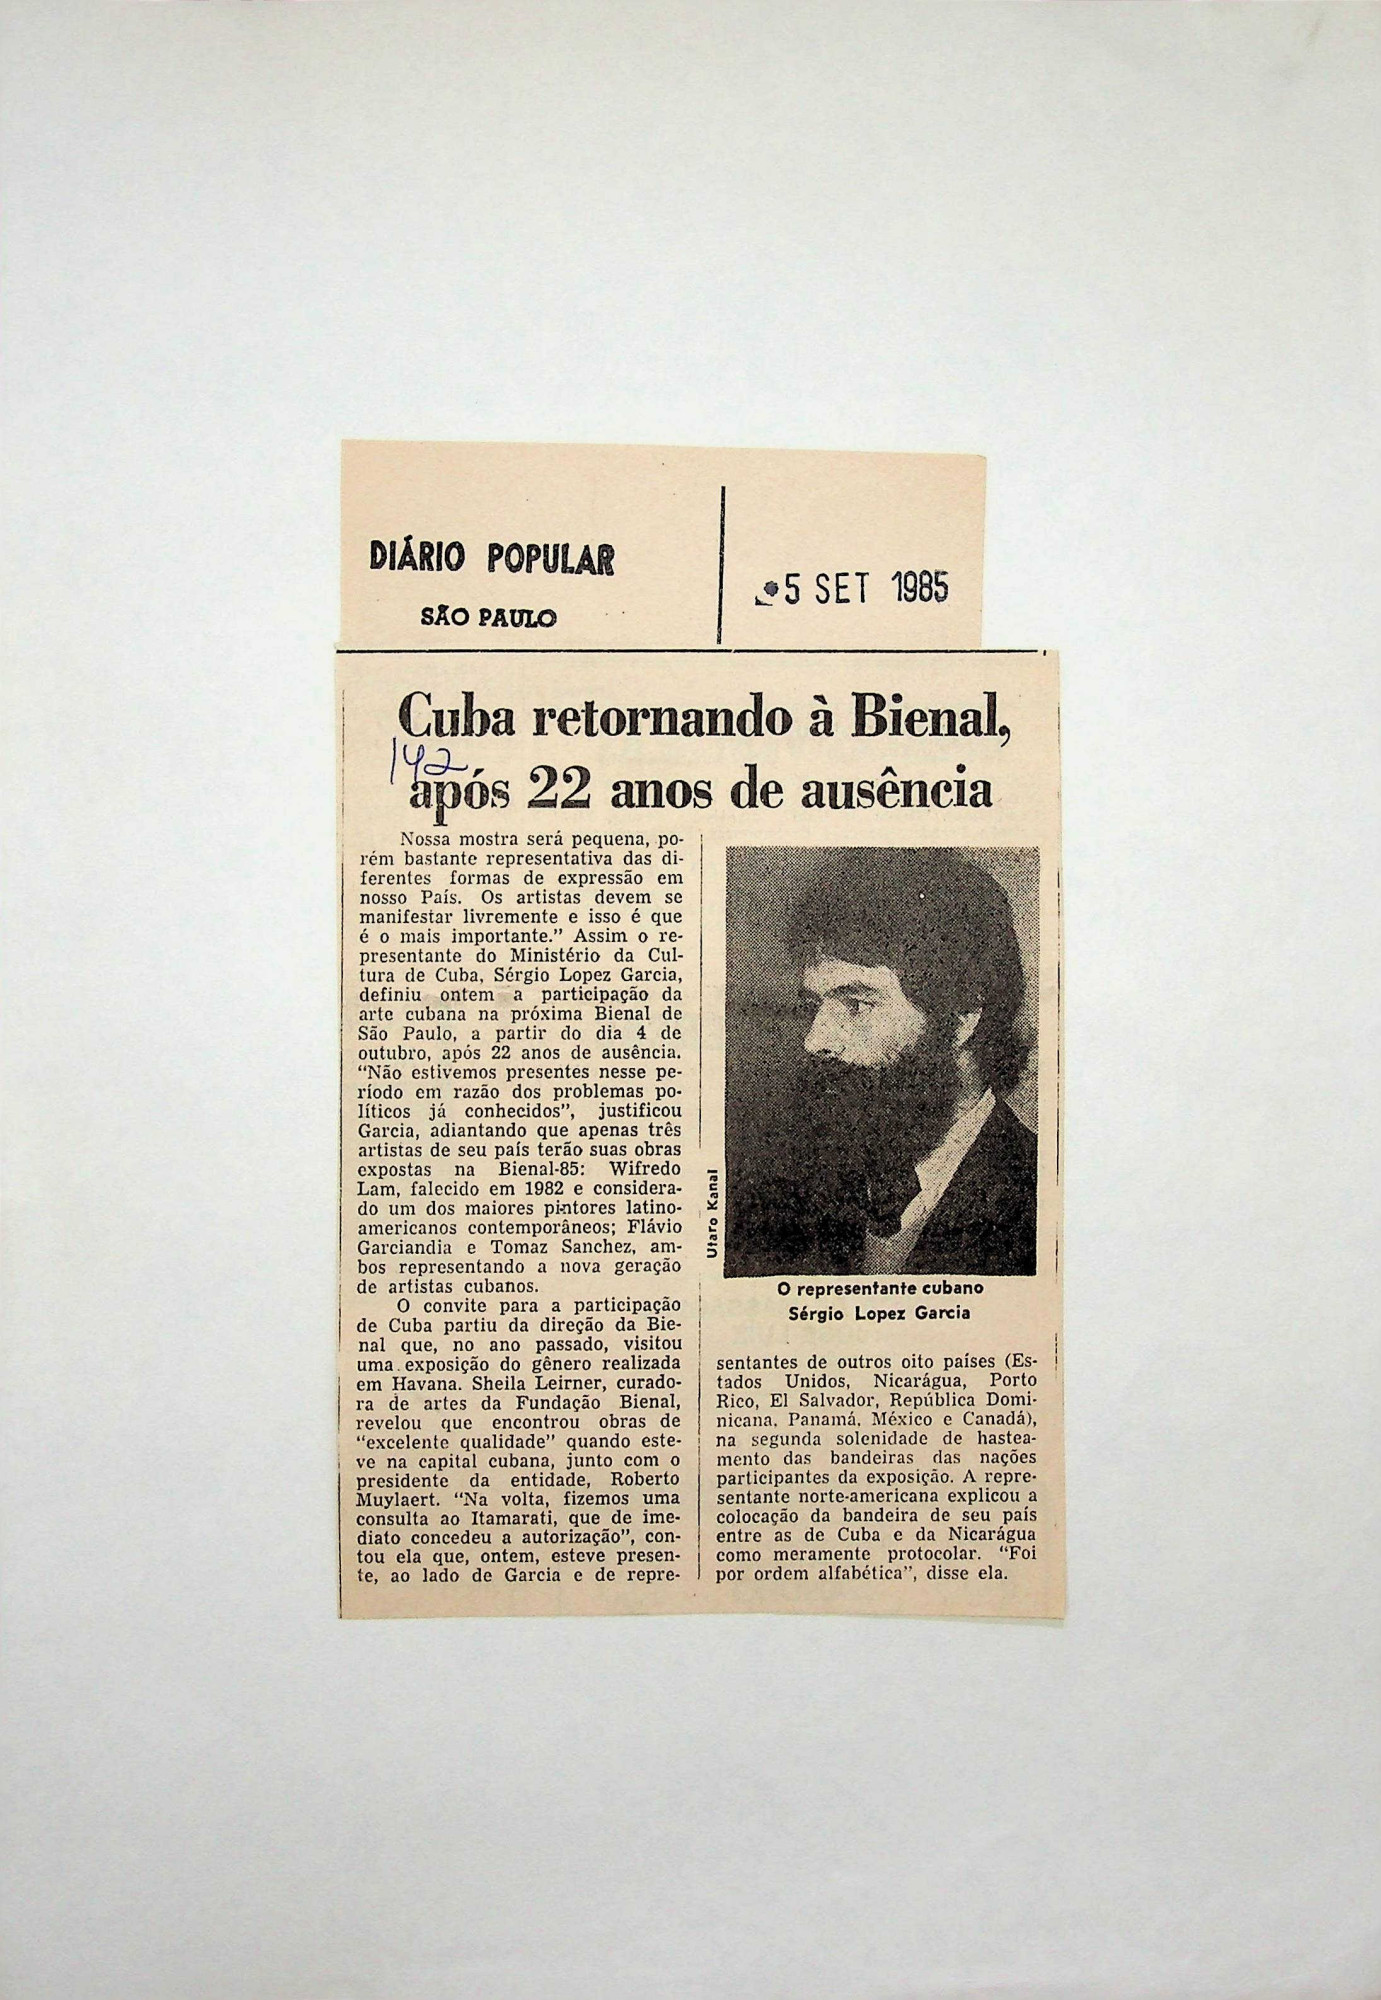 DIÁRIO POPULAR
SÃO PAULO
5 SET 1985
Cuba retornando à Bienal,
142
após 22 anos de ausência
Nossa mostra será pequena, po-
rém bastante representativa das di-
ferentes formas de expressão em
nosso País. Os artistas devem se
manifestar livremente e isso é que
é o mais importante." Assim o re-
presentante do Ministério da Cul-
tura de Cuba, Sérgio Lopez Garcia,
definiu ontem a participação da
arte cubana na próxima Bienal de
São Paulo, a partir do dia 4 de
outubro, após 22 anos de ausência.
"Não estivemos presentes nesse pe-
ríodo em razão dos problemas po-
líticos já conhecidos", justificou
Garcia, adiantando que apenas três
artistas de seu país terão suas obras
expostas na Bienal-85: Wifredo
Lam, falecido em 1982 e considera-
do um dos maiores pintores latino-
americanos contemporâneos; Flávio
Garciandia e Tomaz Sanchez, am-
bos representando a nova geração
de artistas cubanos.
O convite para a participação
de Cuba partiu da direção da Bie-
nal que, no ano passado, visitou
uma exposição do gênero realizada
em Havana. Sheila Leirner, curado-
ra de artes da Fundação Bienal,
revelou que encontrou obras de
"excelente qualidade" quando este-
ve na capital cubana, junto com o
presidente da entidade, Roberto
Muylaert. "Na volta, fizemos uma
consulta ao Itamarati, que de ime-
diato concedeu a autorização", con-
tou ela que, ontem, esteve presen-
te, ao lado de Garcia e de repre-
Utaro Kanai
O representante cubano
Sérgio Lopez Garcia
sentantes de outros oito países (Es-
tados Unidos, Nicarágua, Porto
Rico, El Salvador, República Domi-
nicana, Panamá, México e Canadá),
na segunda solenidade de hastea-
mento das bandeiras das nações
participantes da exposição. A repre-
sentante norte-americana explicou a
colocação da bandeira de seu país
entre as de Cuba e da Nicarágua
como meramente protocolar. "Foi
por ordem alfabética", disse ela.